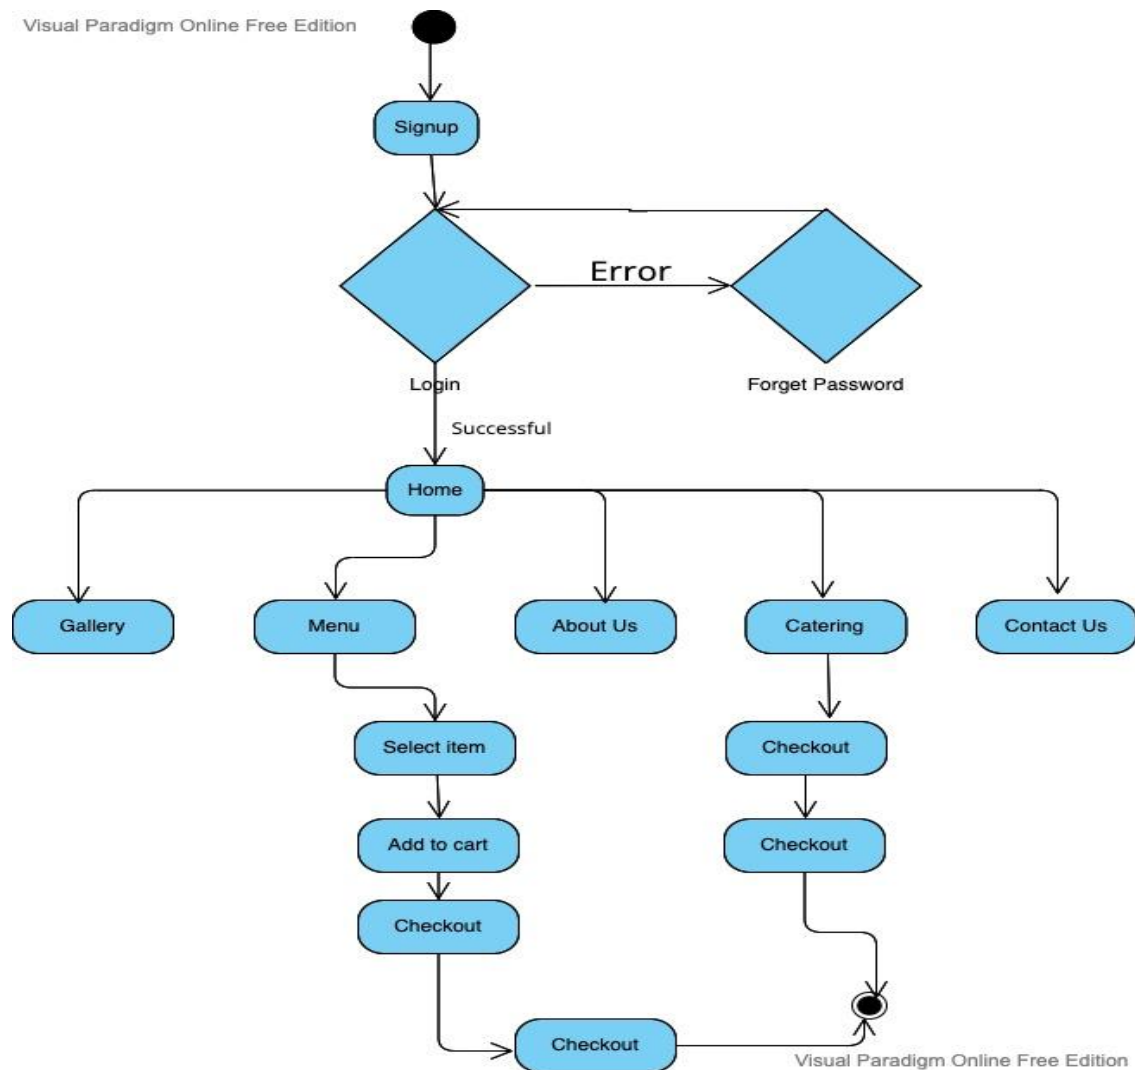 Visual Paradigm Online Free Edition
Signup
Error
Login
Forget Password
Successful
Home
Gallery
Menu
About Us
Catering
Contact Us
Select item
Checkout
Add to cart
Checkout
Checkout
Checkout
Visual Paradigm Online Free Edition